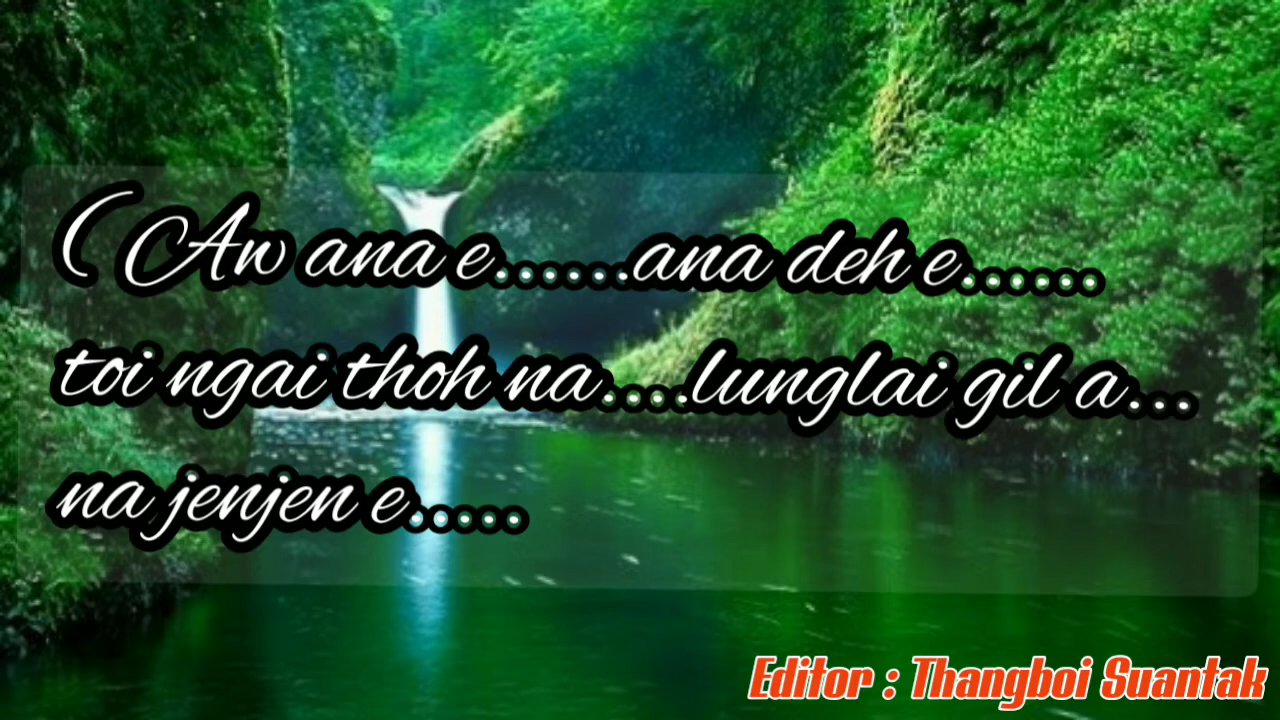 ( Aw ana e......ana deh e......
toi ngai thoh na....lunglai gil a...
na jenjen e.....
Editor : Thangboi Suantak